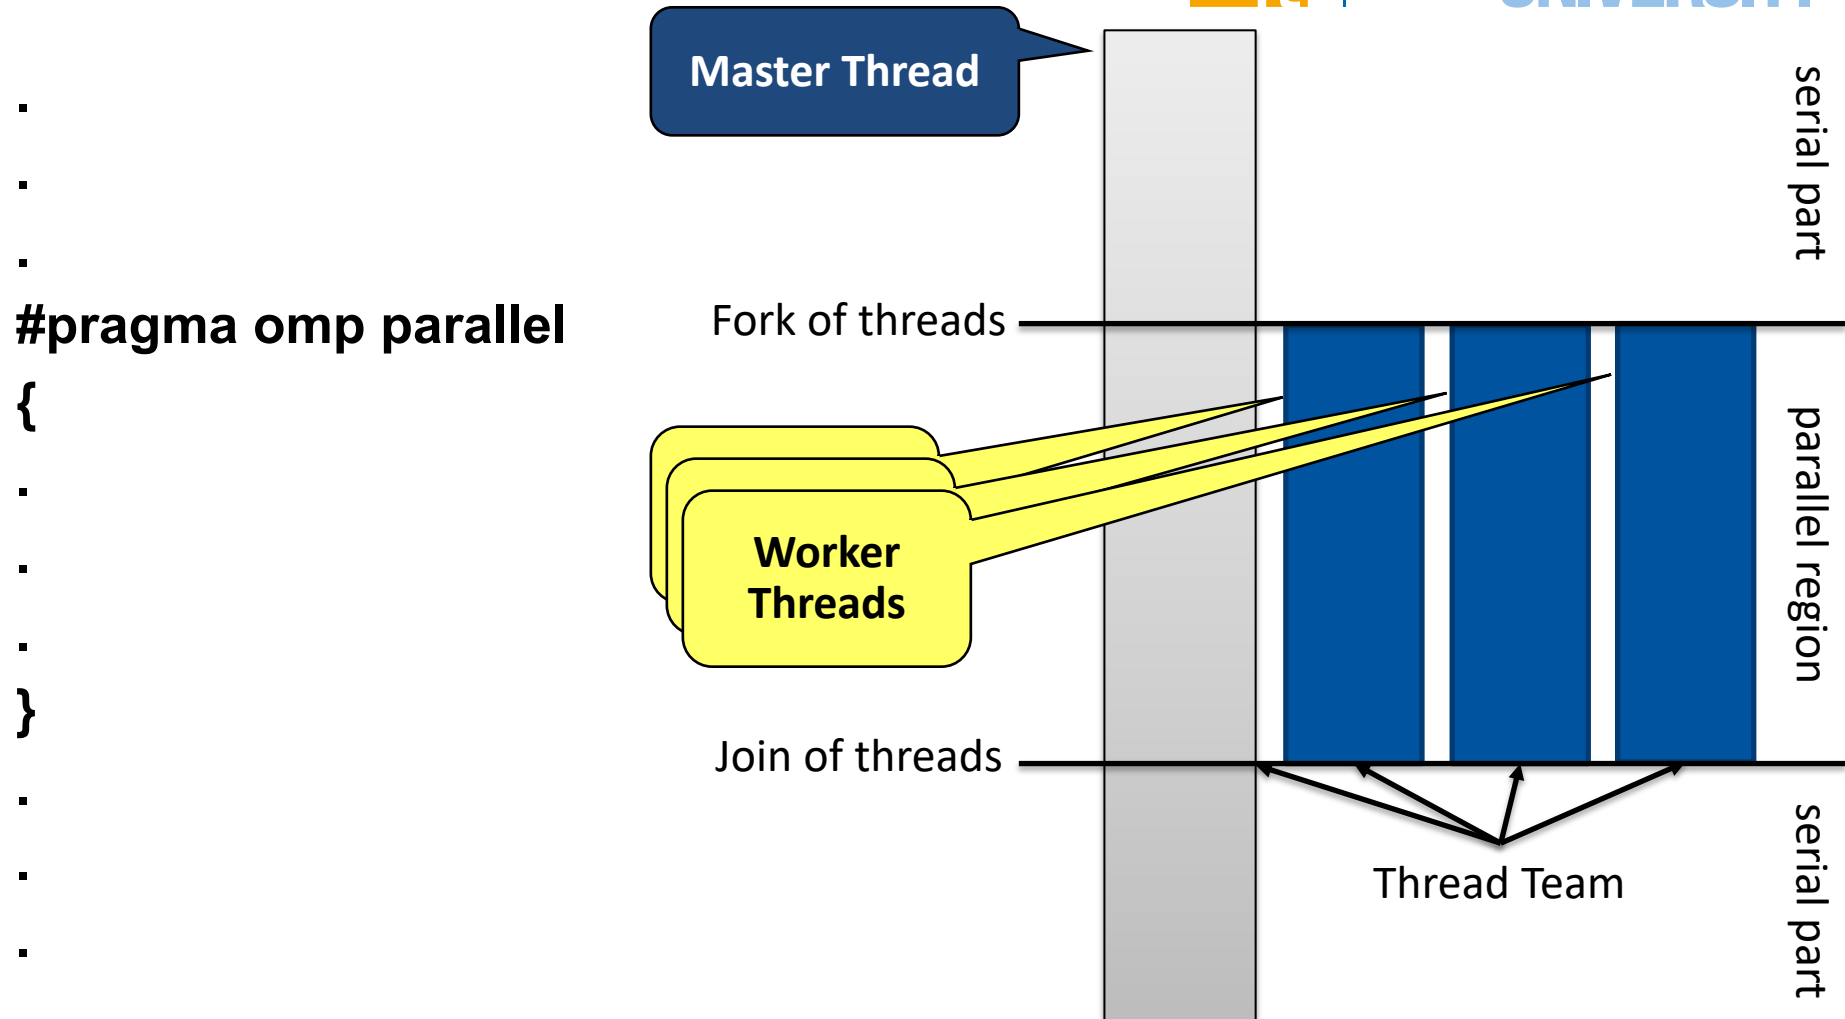 UNIVERSITY
Master Thread
serial part
.
.
.
#pragma omp parallel
Fork of threads
{
.
.
.
Worker
Threads
parallel region
}
Join of threads
.
.
.
Thread Team
serial part